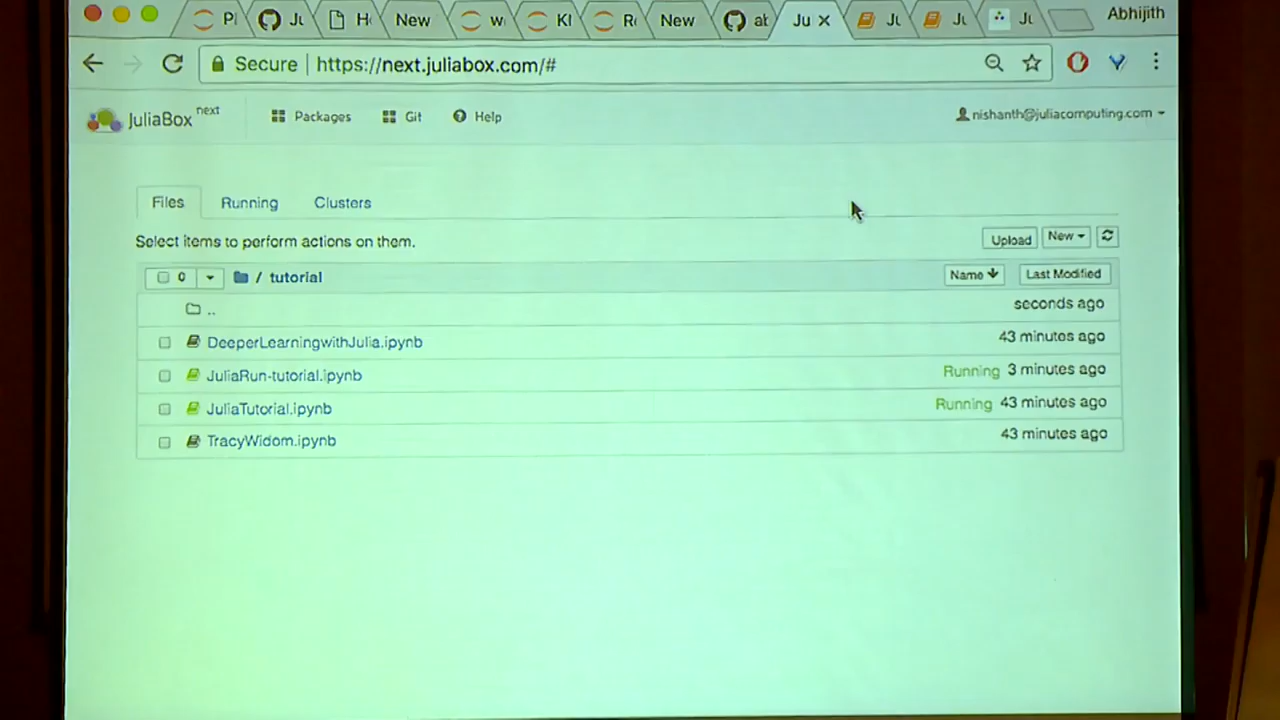 Pl Ju He New w Kl Re New al Ju Ju Ju Ju Abhijith
Secure https://next.juliabox.com/#
JuliaBox next Packages Git Help nishanth@juliacomputing.com
Files Running Clusters
Select items to perform actions on them. Upload New
0 / tutorial Name Last Modified
.. seconds ago
DeeperLearningwithJulia.ipynb 43 minutes ago
JuliaRun-tutorial.ipynb Running 3 minutes ago
JuliaTutorial.ipynb Running 43 minutes ago
TracyWidom.ipynb 43 minutes ago